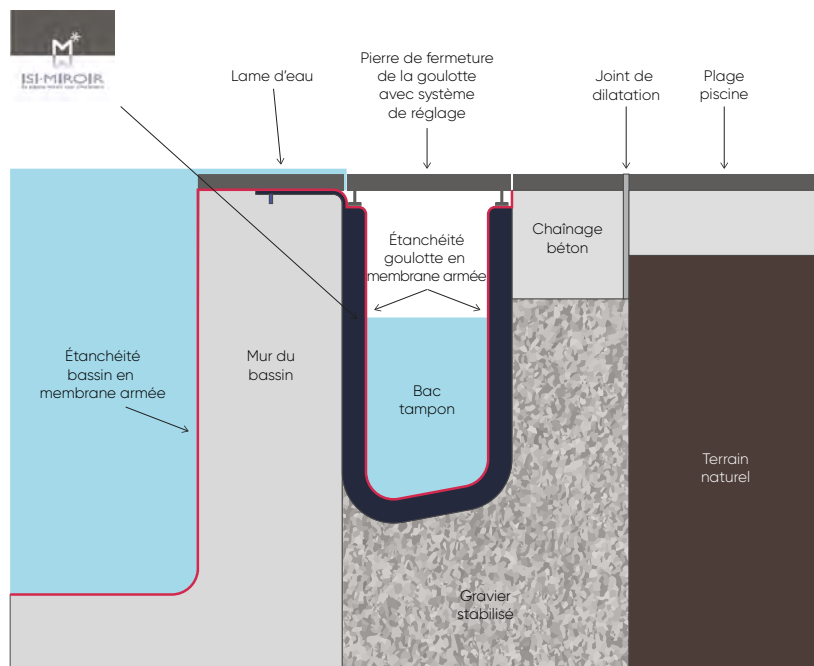 M*
ISI-MIROIR
Lame d'eau
Pierre de fermeture
de la goulotte
avec système
de réglage
Joint de
dilatation
Plage
piscine
Chaînage
béton
Étanchéité
goulotte en
membrane armée
Étanchéité
bassin en
membrane armée
Mur du
bassin
Bac
tampon
Terrain
naturel
Gravier
stabilisé